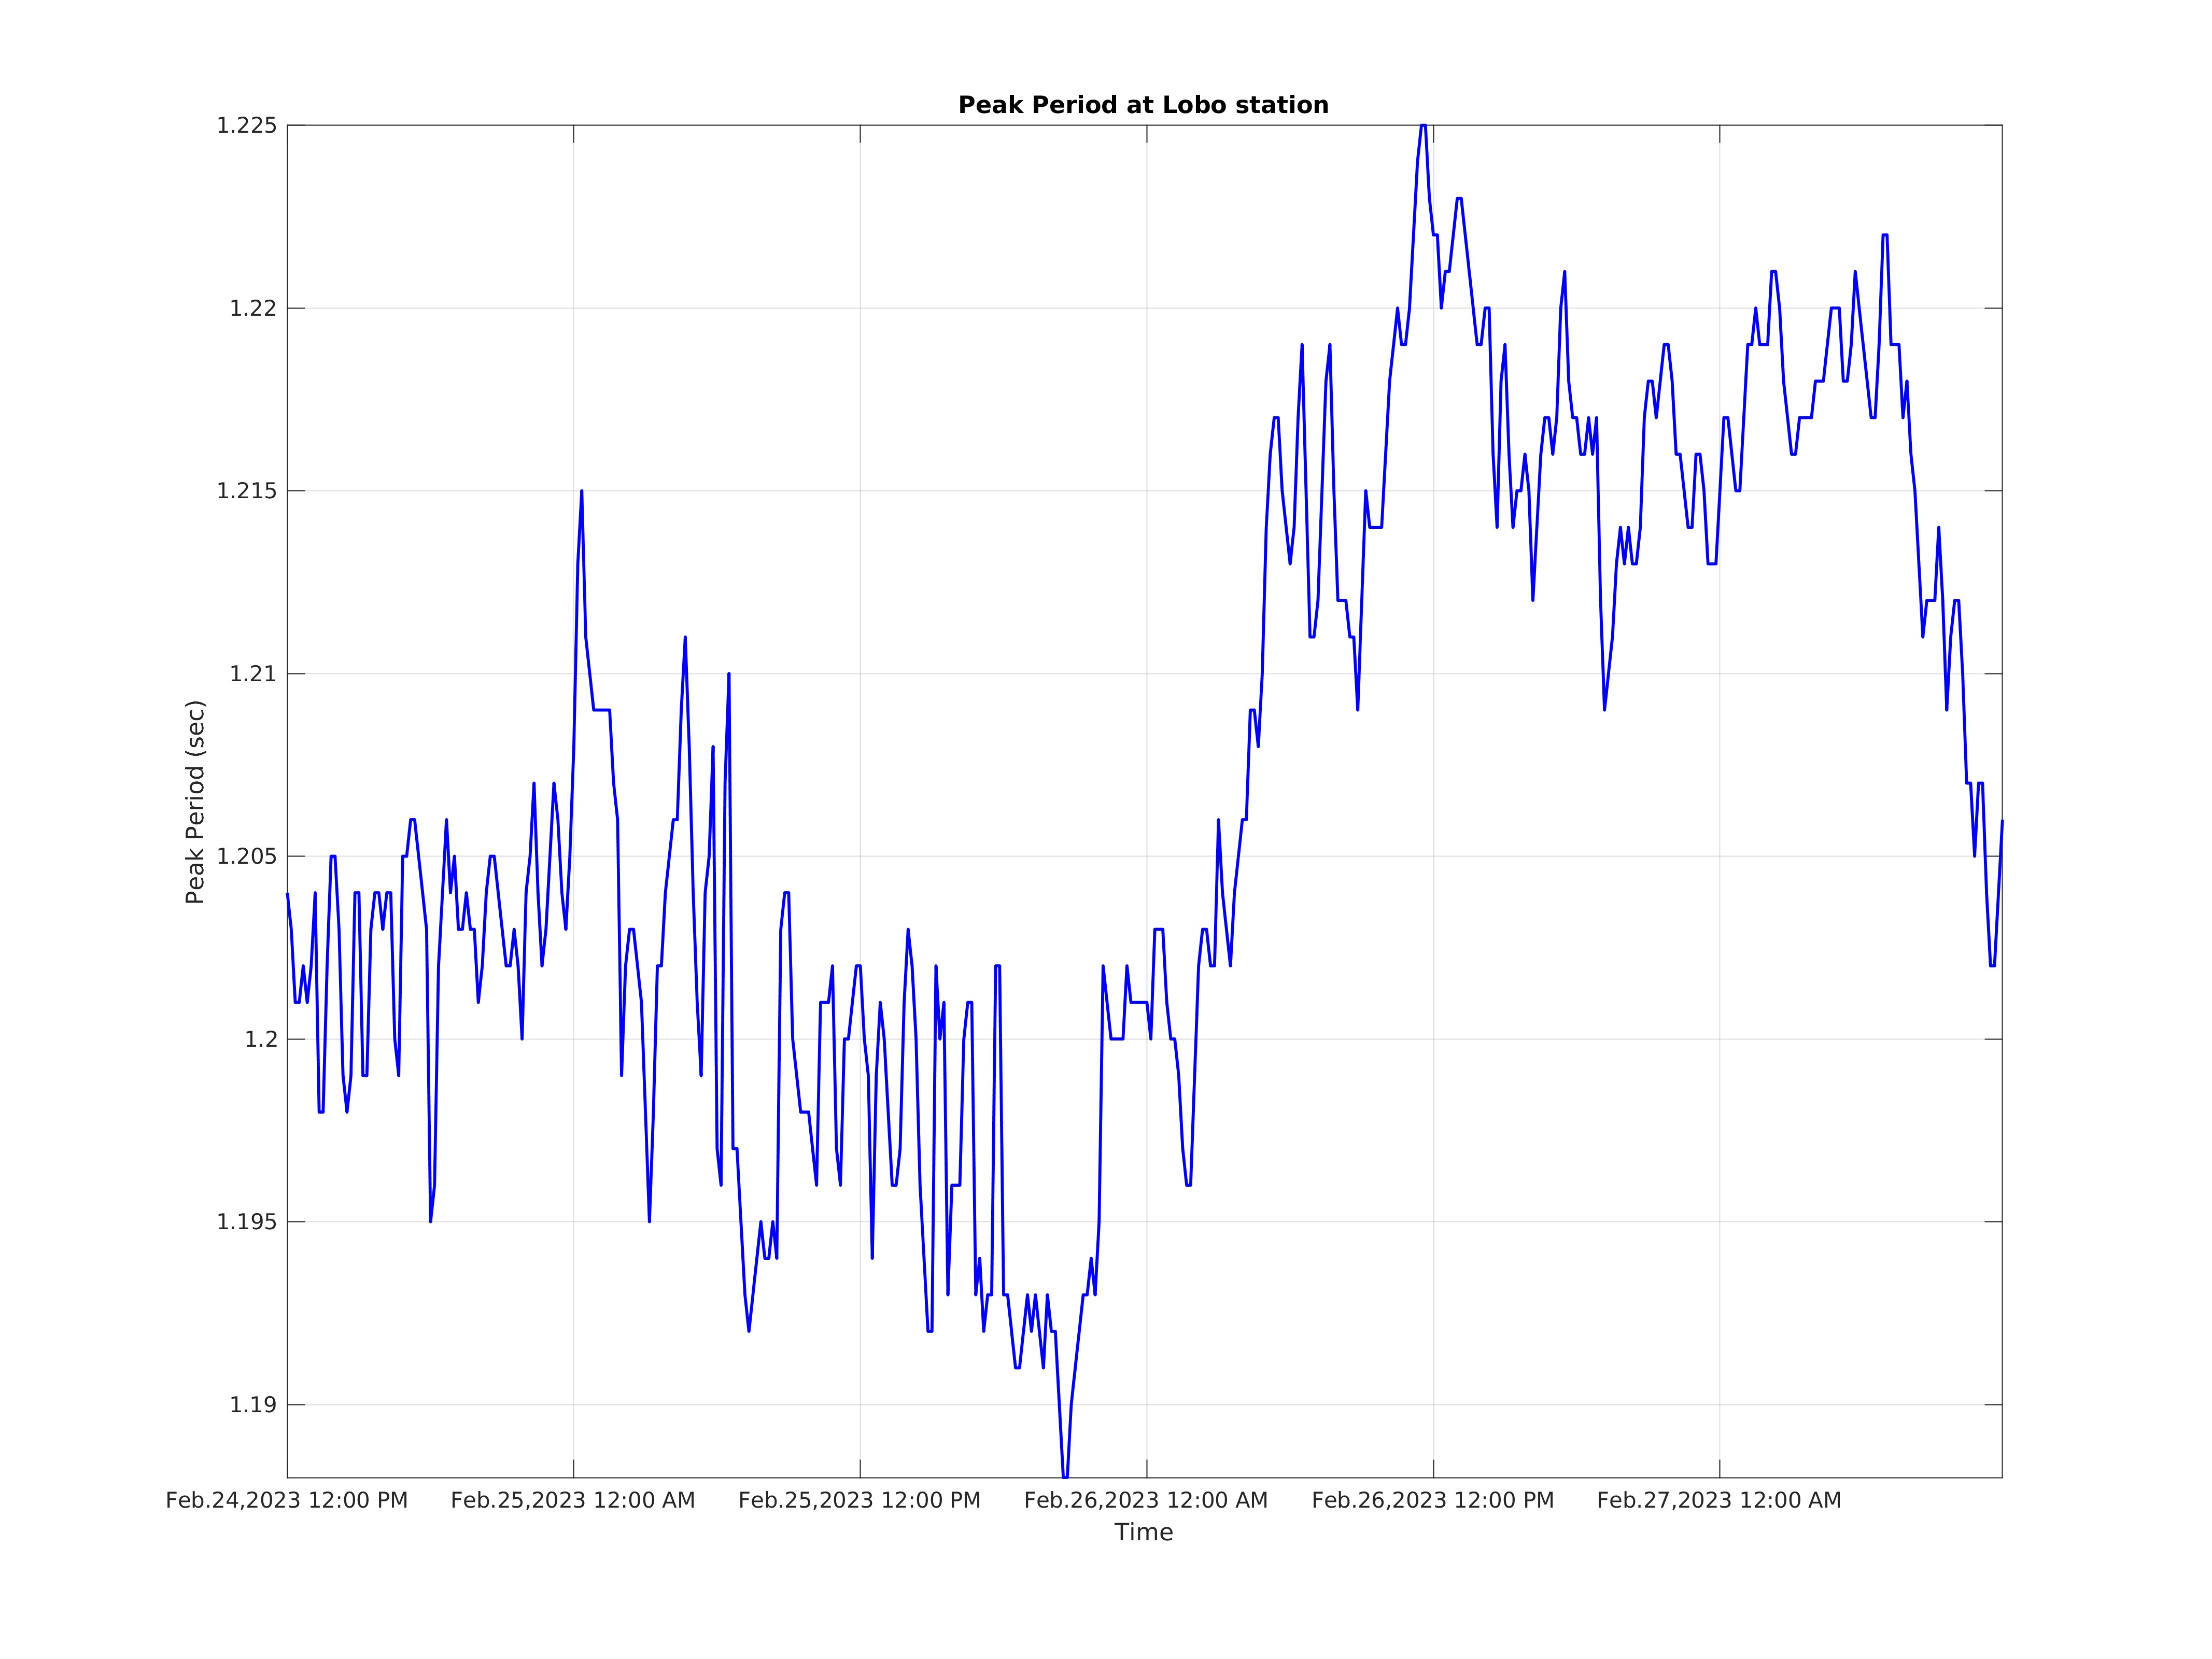 Peak Period at Lobo station
1.225
1.22
1.215
1.21
1.205
1.2
1.195
1.19
Peak Period (sec)
Feb.24,2023 12:00 PM Feb.25,2023 12:00 AM Feb.25,2023 12:00 PM Feb.26,2023 12:00 AM Feb.26,2023 12:00 PM Feb.27,2023 12:00 AM
Time